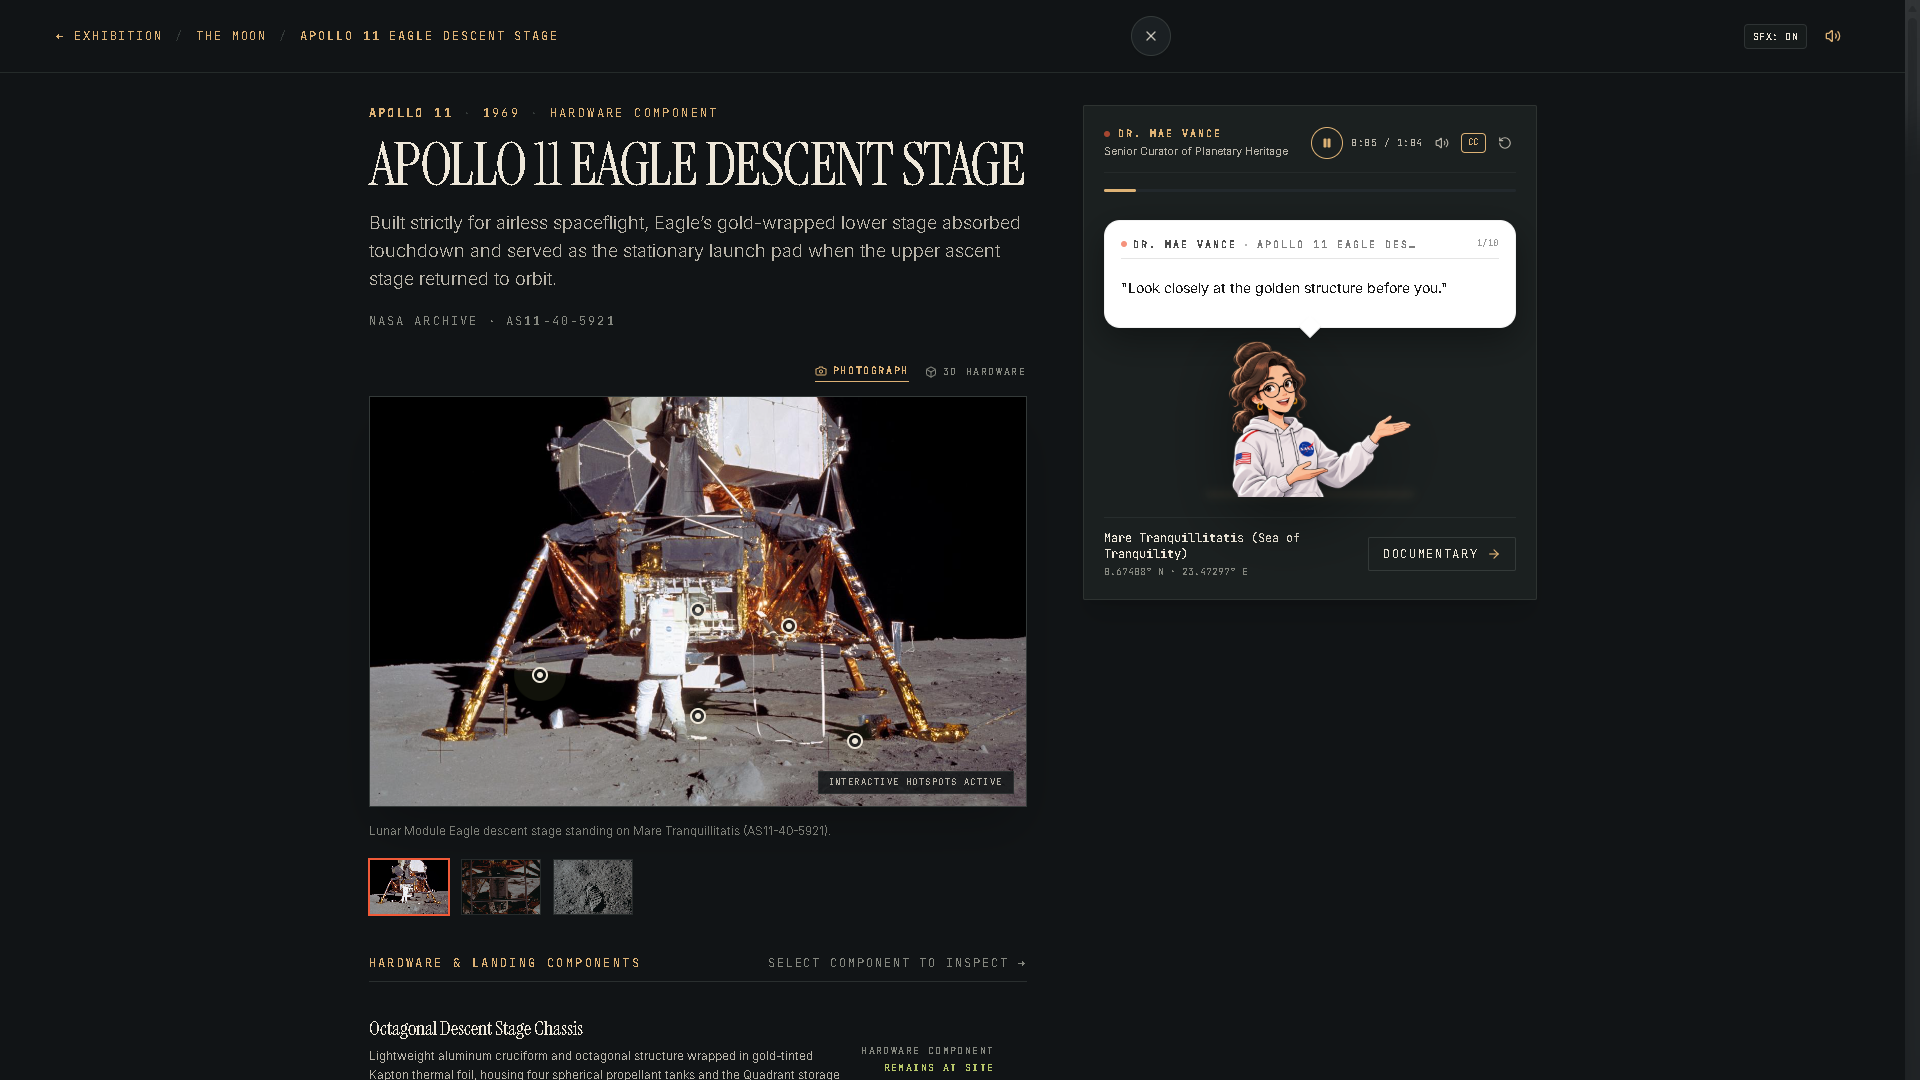 ← EXHIBITION / THE MOON / APOLLO 11 EAGLE DESCENT STAGE
SFX: ON
APOLLO 11 · 1969 · HARDWARE COMPONENT
APOLLO 11 EAGLE DESCENT STAGE
Built strictly for airless spaceflight, Eagle's gold-wrapped lower stage absorbed
touchdown and served as the stationary launch pad when the upper ascent
stage returned to orbit.
NASA ARCHIVE · AS11-40-5921
PHOTOGRAPH
3D HARDWARE
INTERACTIVE HOTSPOTS ACTIVE
Lunar Module Eagle descent stage standing on Mare Tranquillitatis (AS11-40-5921).
HARDWARE & LANDING COMPONENTS
SELECT COMPONENT TO INSPECT →
Octagonal Descent Stage Chassis
Lightweight aluminum cruciform and octagonal structure wrapped in gold-tinted
Kapton thermal foil, housing four spherical propellant tanks and the Quadrant storage
HARDWARE COMPONENT
REMAINS AT SITE
DR. MAE VANCE
Senior Curator of Planetary Heritage
0:05 / 1:04
CC
DR. MAE VANCE · APOLLO 11 EAGLE DES…
1/10
"Look closely at the golden structure before you."
NASA
Mare Tranquillitatis (Sea of
Tranquility)
0.67408° N · 23.47297° E
DOCUMENTARY →